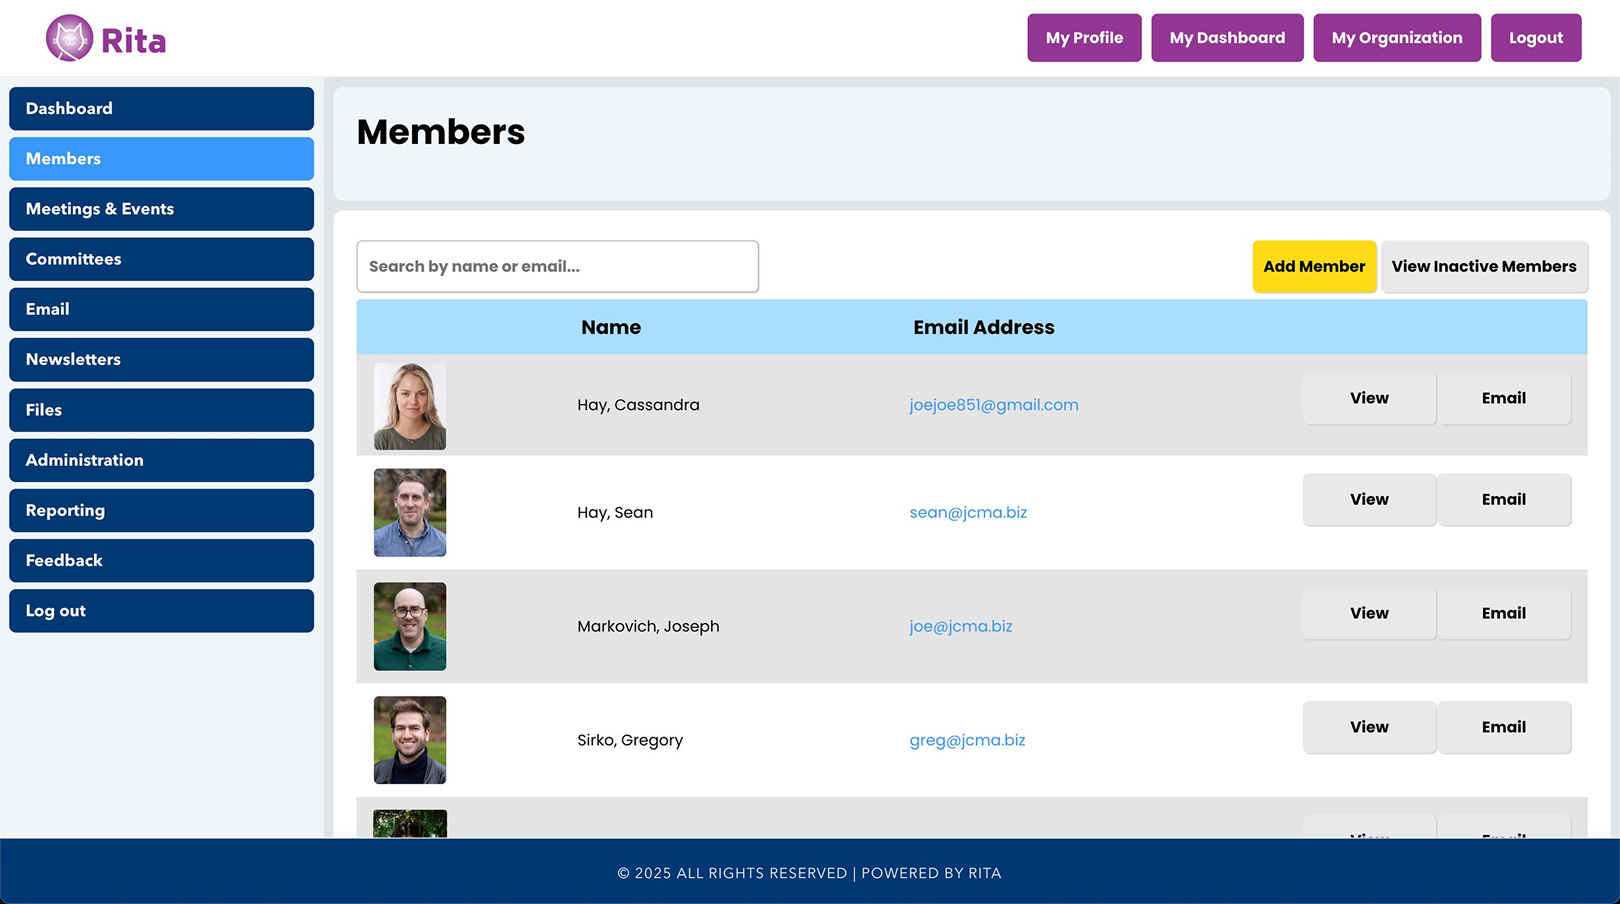 Rita
My Profile
My Dashboard
My Organization
Logout
Dashboard
Members
Meetings & Events
Committees
Email
Newsletters
Files
Administration
Reporting
Feedback
Log out
Members
Search by name or email...
Add Member
View Inactive Members
Name Email Address
Hay, Cassandra joejoe851@gmail.com View Email
Hay, Sean sean@jcma.biz View Email
Markovich, Joseph joe@jcma.biz View Email
Sirko, Gregory greg@jcma.biz View Email
View Email
© 2025 ALL RIGHTS RESERVED | POWERED BY RITA